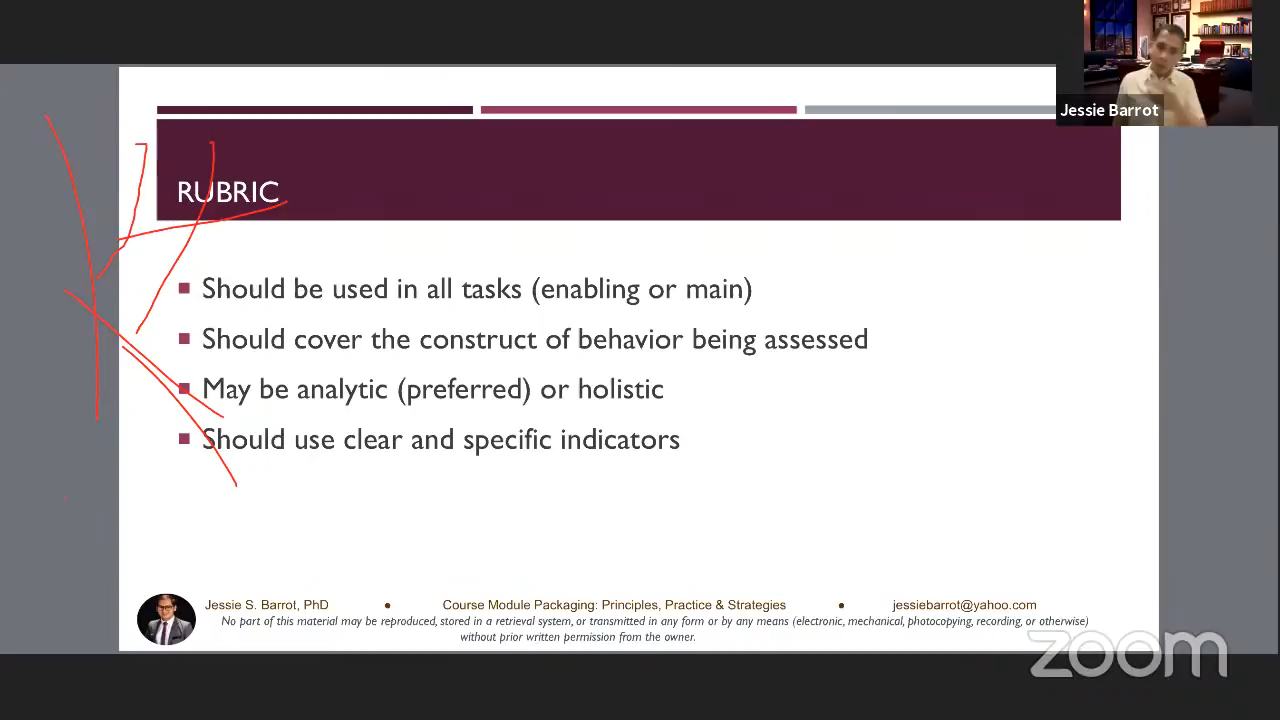 Jessie Barrot
RUBRIC
Should be used in all tasks (enabling or main)
Should cover the construct of behavior being assessed
May be analytic (preferred) or holistic
Should use clear and specific indicators
Jessie S. Barrot, PhD • Course Module Packaging: Principles, Practice & Strategies • jessiebarrot@yahoo.com
No part of this material may be reproduced, stored in a retrieval system, or transmitted in any form or by any means (electronic, mechanical, photocopying, recording, or otherwise)
without prior written permission from the owner.
zoom